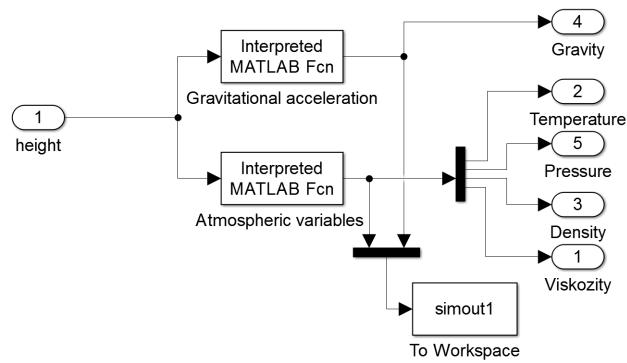 4
Gravity
Interpreted
MATLAB Fcn
Gravitational acceleration
2
Temperature
1
height
5
Pressure
Interpreted
MATLAB Fcn
Atmospheric variables
3
Density
1
Viskozity
simout1
To Workspace